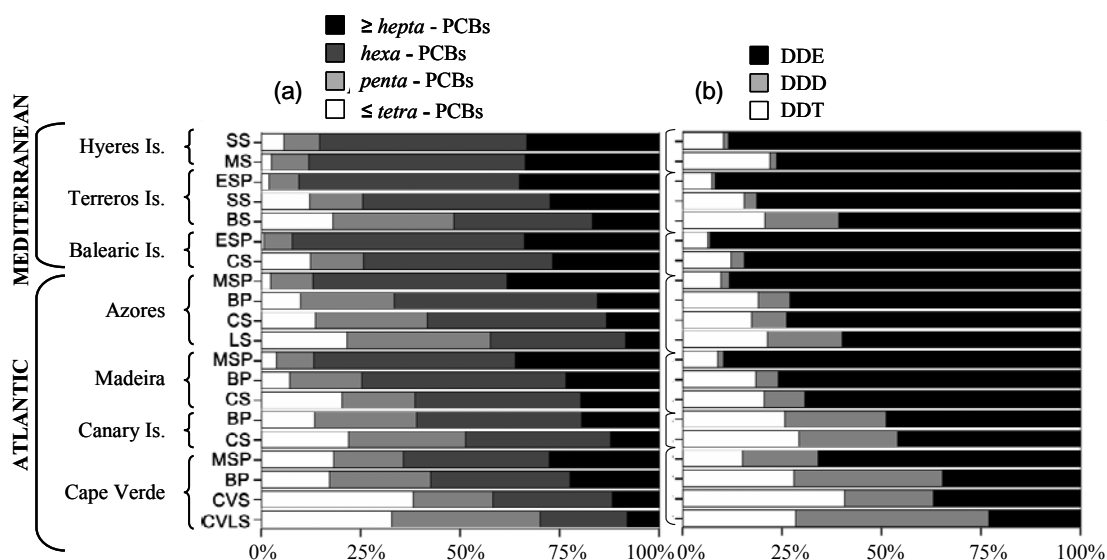 ≥ hepta - PCBs
hexa - PCBs
penta - PCBs
≤ tetra - PCBs
(a)
DDE
DDD
DDT
(b)
MEDITERRANEAN
Hyeres Is.
SS
MS
Terreros Is.
ESP
SS
BS
Balearic Is.
ESP
CS
ATLANTIC
Azores
MSP
BP
CS
LS
Madeira
MSP
BP
CS
Canary Is.
BP
CS
Cape Verde
MSP
BP
CVS
CVLS
0% 25% 50% 75% 100%
0% 25% 50% 75% 100%